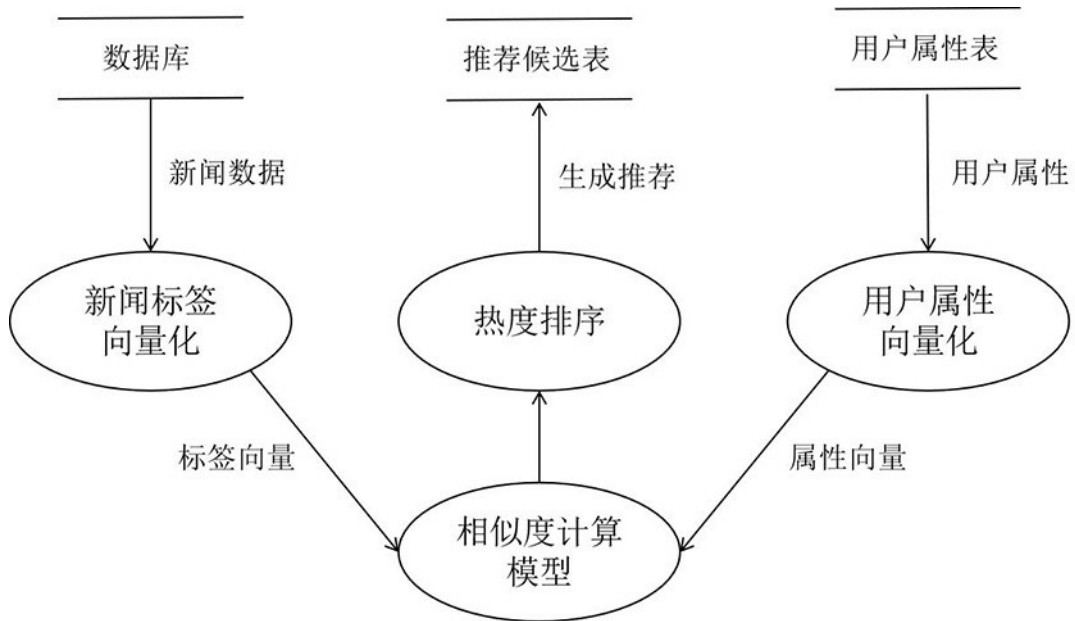 数据库
推荐候选表
用户属性表
新闻数据
生成推荐
用户属性
新闻标签
向量化
热度排序
用户属性
向量化
标签向量
属性向量
相似度计算
模型